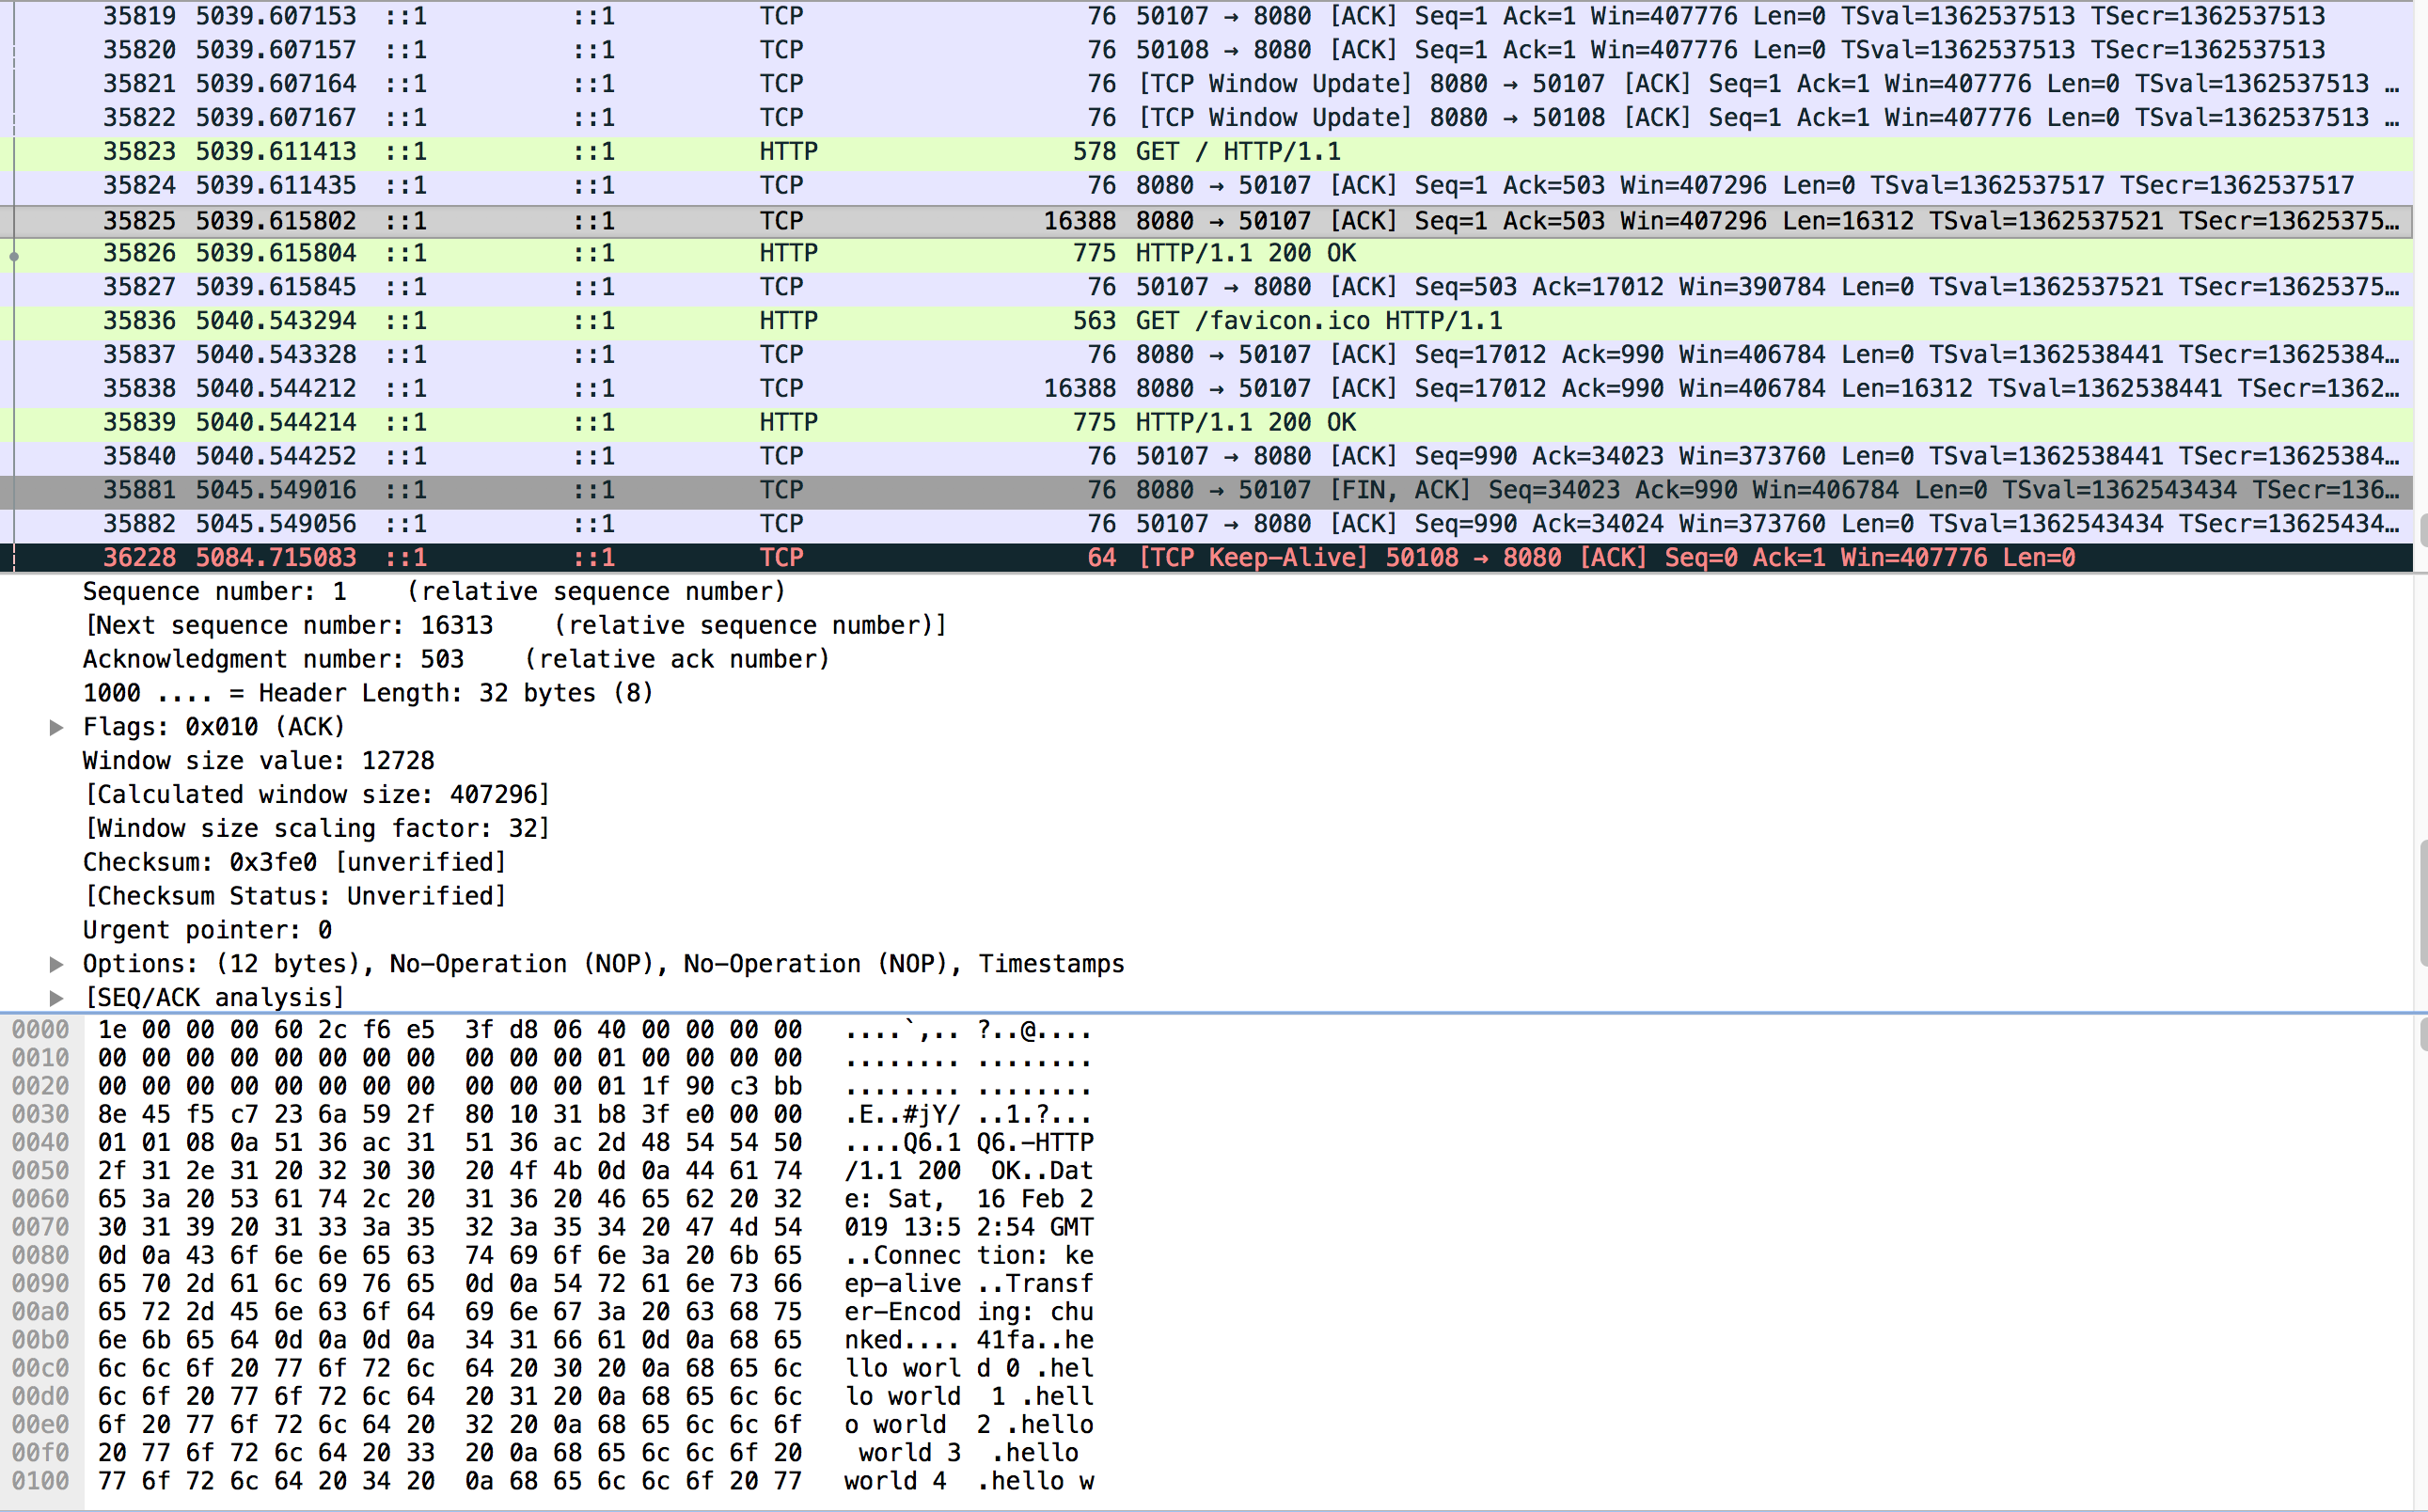 35819 5039.607153 ::1 ::1 TCP 76 50107 → 8080 [ACK] Seq=1 Ack=1 Win=407776 Len=0 TSval=1362537513 TSecr=1362537513
35820 5039.607157 ::1 ::1 TCP 76 50108 → 8080 [ACK] Seq=1 Ack=1 Win=407776 Len=0 TSval=1362537513 TSecr=1362537513
35821 5039.607164 ::1 ::1 TCP 76 [TCP Window Update] 8080 → 50107 [ACK] Seq=1 Ack=1 Win=407776 Len=0 TSval=1362537513 …
35822 5039.607167 ::1 ::1 TCP 76 [TCP Window Update] 8080 → 50108 [ACK] Seq=1 Ack=1 Win=407776 Len=0 TSval=1362537513 …
35823 5039.611413 ::1 ::1 HTTP 578 GET / HTTP/1.1
35824 5039.611435 ::1 ::1 TCP 76 8080 → 50107 [ACK] Seq=1 Ack=503 Win=407296 Len=0 TSval=1362537517 TSecr=1362537517
35825 5039.615802 ::1 ::1 TCP 16388 8080 → 50107 [ACK] Seq=1 Ack=503 Win=407296 Len=16312 TSval=1362537521 TSecr=13625375…
35826 5039.615804 ::1 ::1 HTTP 775 HTTP/1.1 200 OK
35827 5039.615845 ::1 ::1 TCP 76 50107 → 8080 [ACK] Seq=503 Ack=17012 Win=390784 Len=0 TSval=1362537521 TSecr=13625375…
35836 5040.543294 ::1 ::1 HTTP 563 GET /favicon.ico HTTP/1.1
35837 5040.543328 ::1 ::1 TCP 76 8080 → 50107 [ACK] Seq=17012 Ack=990 Win=406784 Len=0 TSval=1362538441 TSecr=13625384…
35838 5040.544212 ::1 ::1 TCP 16388 8080 → 50107 [ACK] Seq=17012 Ack=990 Win=406784 Len=16312 TSval=1362538441 TSecr=1362…
35839 5040.544214 ::1 ::1 HTTP 775 HTTP/1.1 200 OK
35840 5040.544252 ::1 ::1 TCP 76 50107 → 8080 [ACK] Seq=990 Ack=34023 Win=373760 Len=0 TSval=1362538441 TSecr=13625384…
35881 5045.549016 ::1 ::1 TCP 76 8080 → 50107 [FIN, ACK] Seq=34023 Ack=990 Win=406784 Len=0 TSval=1362543434 TSecr=136…
35882 5045.549056 ::1 ::1 TCP 76 50107 → 8080 [ACK] Seq=990 Ack=34024 Win=373760 Len=0 TSval=1362543434 TSecr=13625434…
36228 5084.715083 ::1 ::1 TCP 64 [TCP Keep-Alive] 50108 → 8080 [ACK] Seq=0 Ack=1 Win=407776 Len=0
Sequence number: 1 (relative sequence number)
[Next sequence number: 16313 (relative sequence number)]
Acknowledgment number: 503 (relative ack number)
1000 .... = Header Length: 32 bytes (8)
Flags: 0x010 (ACK)
Window size value: 12728
[Calculated window size: 407296]
[Window size scaling factor: 32]
Checksum: 0x3fe0 [unverified]
[Checksum Status: Unverified]
Urgent pointer: 0
Options: (12 bytes), No-Operation (NOP), No-Operation (NOP), Timestamps
[SEQ/ACK analysis]
0000 1e 00 00 00 60 2c f6 e5 3f d8 06 40 00 00 00 00 ....`,.. ?..@....
0010 00 00 00 00 00 00 00 00 00 00 00 01 00 00 00 00 ........ ........
0020 00 00 00 00 00 00 00 00 00 00 00 01 1f 90 c3 bb ........ ........
0030 8e 45 f5 c7 23 6a 59 2f 80 10 31 b8 3f e0 00 00 .E..#jY/ ..1.?...
0040 01 01 08 0a 51 36 ac 31 51 36 ac 2d 48 54 54 50 ....Q6.1 Q6.-HTTP
0050 2f 31 2e 31 20 32 30 30 20 4f 4b 0d 0a 44 61 74 /1.1 200 OK..Dat
0060 65 3a 20 53 61 74 2c 20 31 36 20 46 65 62 20 32 e: Sat, 16 Feb 2
0070 30 31 39 20 31 33 3a 35 32 3a 35 34 20 47 4d 54 019 13:5 2:54 GMT
0080 0d 0a 43 6f 6e 6e 65 63 74 69 6f 6e 3a 20 6b 65 ..Connec tion: ke
0090 65 70 2d 61 6c 69 76 65 0d 0a 54 72 61 6e 73 66 ep-alive ..Transf
00a0 65 72 2d 45 6e 63 6f 64 69 6e 67 3a 20 63 68 75 er-Encod ing: chu
00b0 6e 6b 65 64 0d 0a 0d 0a 34 31 66 61 0d 0a 68 65 nked.... 41fa..he
00c0 6c 6c 6f 20 77 6f 72 6c 64 20 30 20 0a 68 65 6c llo worl d 0 .hel
00d0 6c 6f 20 77 6f 72 6c 64 20 31 20 0a 68 65 6c 6c lo world 1 .hell
00e0 6f 20 77 6f 72 6c 64 20 32 20 0a 68 65 6c 6c 6f o world 2 .hello
00f0 20 77 6f 72 6c 64 20 33 20 0a 68 65 6c 6c 6f 20 world 3 .hello
0100 77 6f 72 6c 64 20 34 20 0a 68 65 6c 6c 6f 20 77 world 4 .hello w